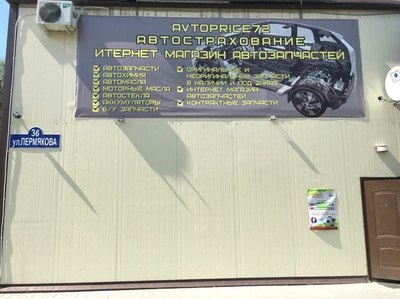 AVTOPRICE72
АВТОСТРАХОВАНИЕ
ИТЕРНЕТ МАГАЗИН АВТОЗАПЧАСТЕЙ
АВТОЗАПЧАСТИ
АВТОХИМИЯ
АВТОМАСЛА
МОТОРНЫЕ МАСЛА
АВТОСТЕКЛА
АККУМУЛЯТОРЫ
Б/У ЗАПЧАСТИ
ОРИГИНАЛЬНЫЕ И
НЕОРИГИНАЛЬНЫЕ ЗАПЧАСТИ
В НАЛИЧИИ И ПОД ЗАКАЗ
ИНТЕРНЕТ МАГАЗИН
АВТОЗАПЧАСТЕЙ
КОНТРАКТНЫЕ ЗАПЧАСТИ
36
ул.ПЕРМЯКОВА